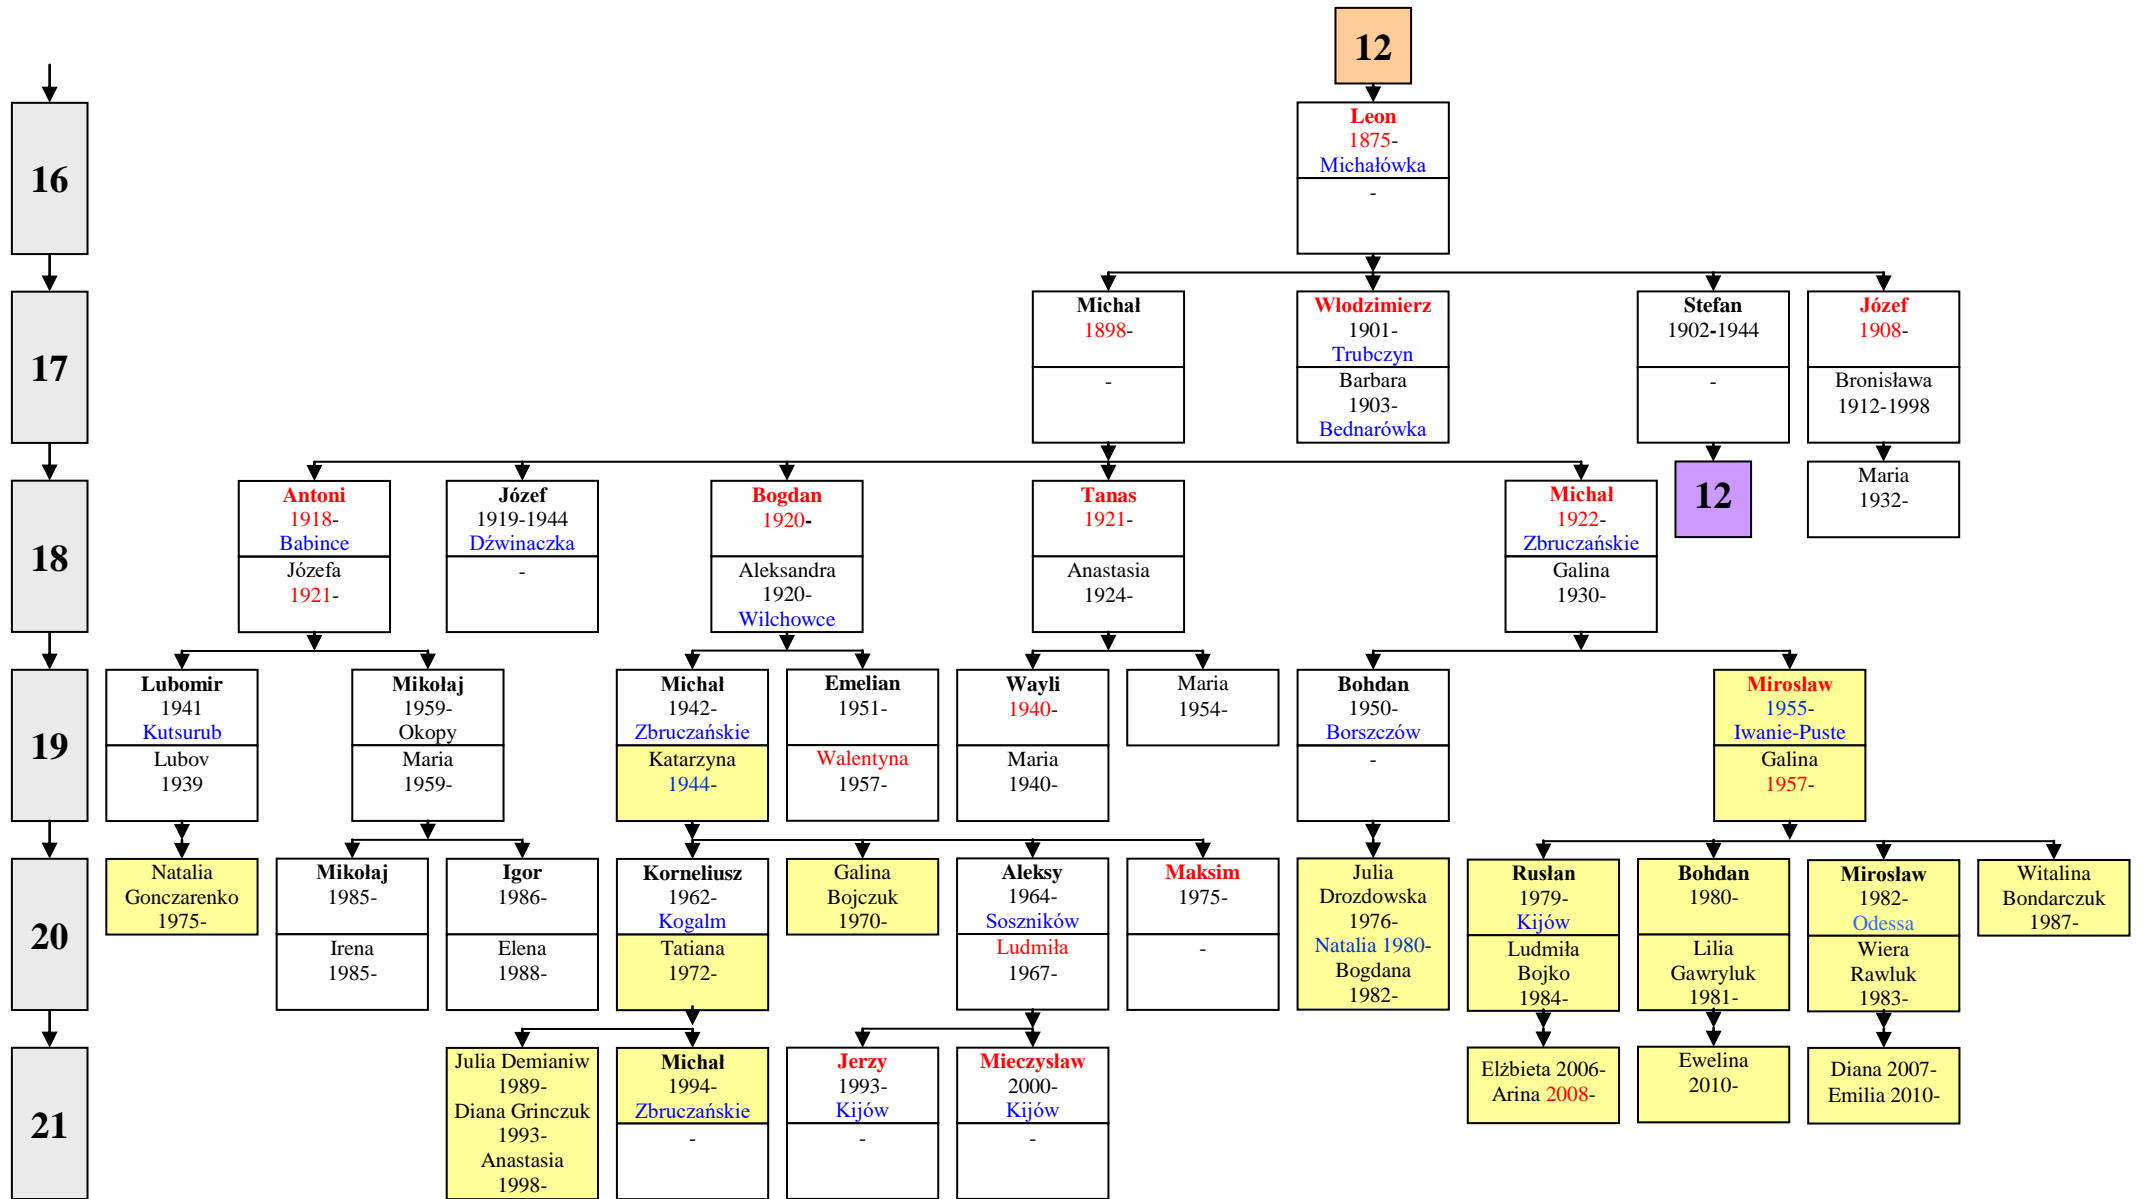 12
16
Leon
1875-
Michałówka
-
17
Michał
1898-
-
Włodzimierz
1901-
Trubczyn
Barbara
1903-
Bednarówka
Stefan
1902-1944
-
Józef
1908-
Bronisława
1912-1998
18
Antoni
1918-
Babince
Józefa
1921-
Józef
1919-1944
Dźwinaczka
-
Bogdan
1920-
Aleksandra
1920-
Wilchowce
Tanas
1921-
Anastasia
1924-
Michał
1922-
Zbruczańskie
Galina
1930-
12
Maria
1932-
19
Lubomir
1941
Kutsurub
Lubov
1939
Mikołaj
1959-
Okopy
Maria
1959-
Michał
1942-
Zbruczańskie
Katarzyna
1944-
Emelian
1951-
Walentyna
1957-
Wayli
1940-
Maria
1940-
Maria
1954-
Bohdan
1950-
Borszczów
-
Mirosław
1955-
Iwanie-Puste
Galina
1957-
20
Natalia
Gonczarenko
1975-
Mikołaj
1985-
Irena
1985-
Igor
1986-
Elena
1988-
Korneliusz
1962-
Kogalm
Tatiana
1972-
Galina
Bojczuk
1970-
Aleksy
1964-
Soszników
Ludmiła
1967-
Maksim
1975-
-
Julia
Drozdowska
1976-
Natalia 1980-
Bogdana
1982-
Rusłan
1979-
Kijów
Ludmiła
Bojko
1984-
Bohdan
1980-
Lilia
Gawryluk
1981-
Mirosław
1982-
Odessa
Wiera
Rawluk
1983-
Witalina
Bondarczuk
1987-
21
Julia Demianiw
1989-
Diana Grinczuk
1993-
Anastasia
1998-
Michał
1994-
Zbruczańskie
-
Jerzy
1993-
Kijów
-
Mieczysław
2000-
Kijów
-
Elżbieta 2006-
Arina 2008-
Ewelina
2010-
Diana 2007-
Emilia 2010-